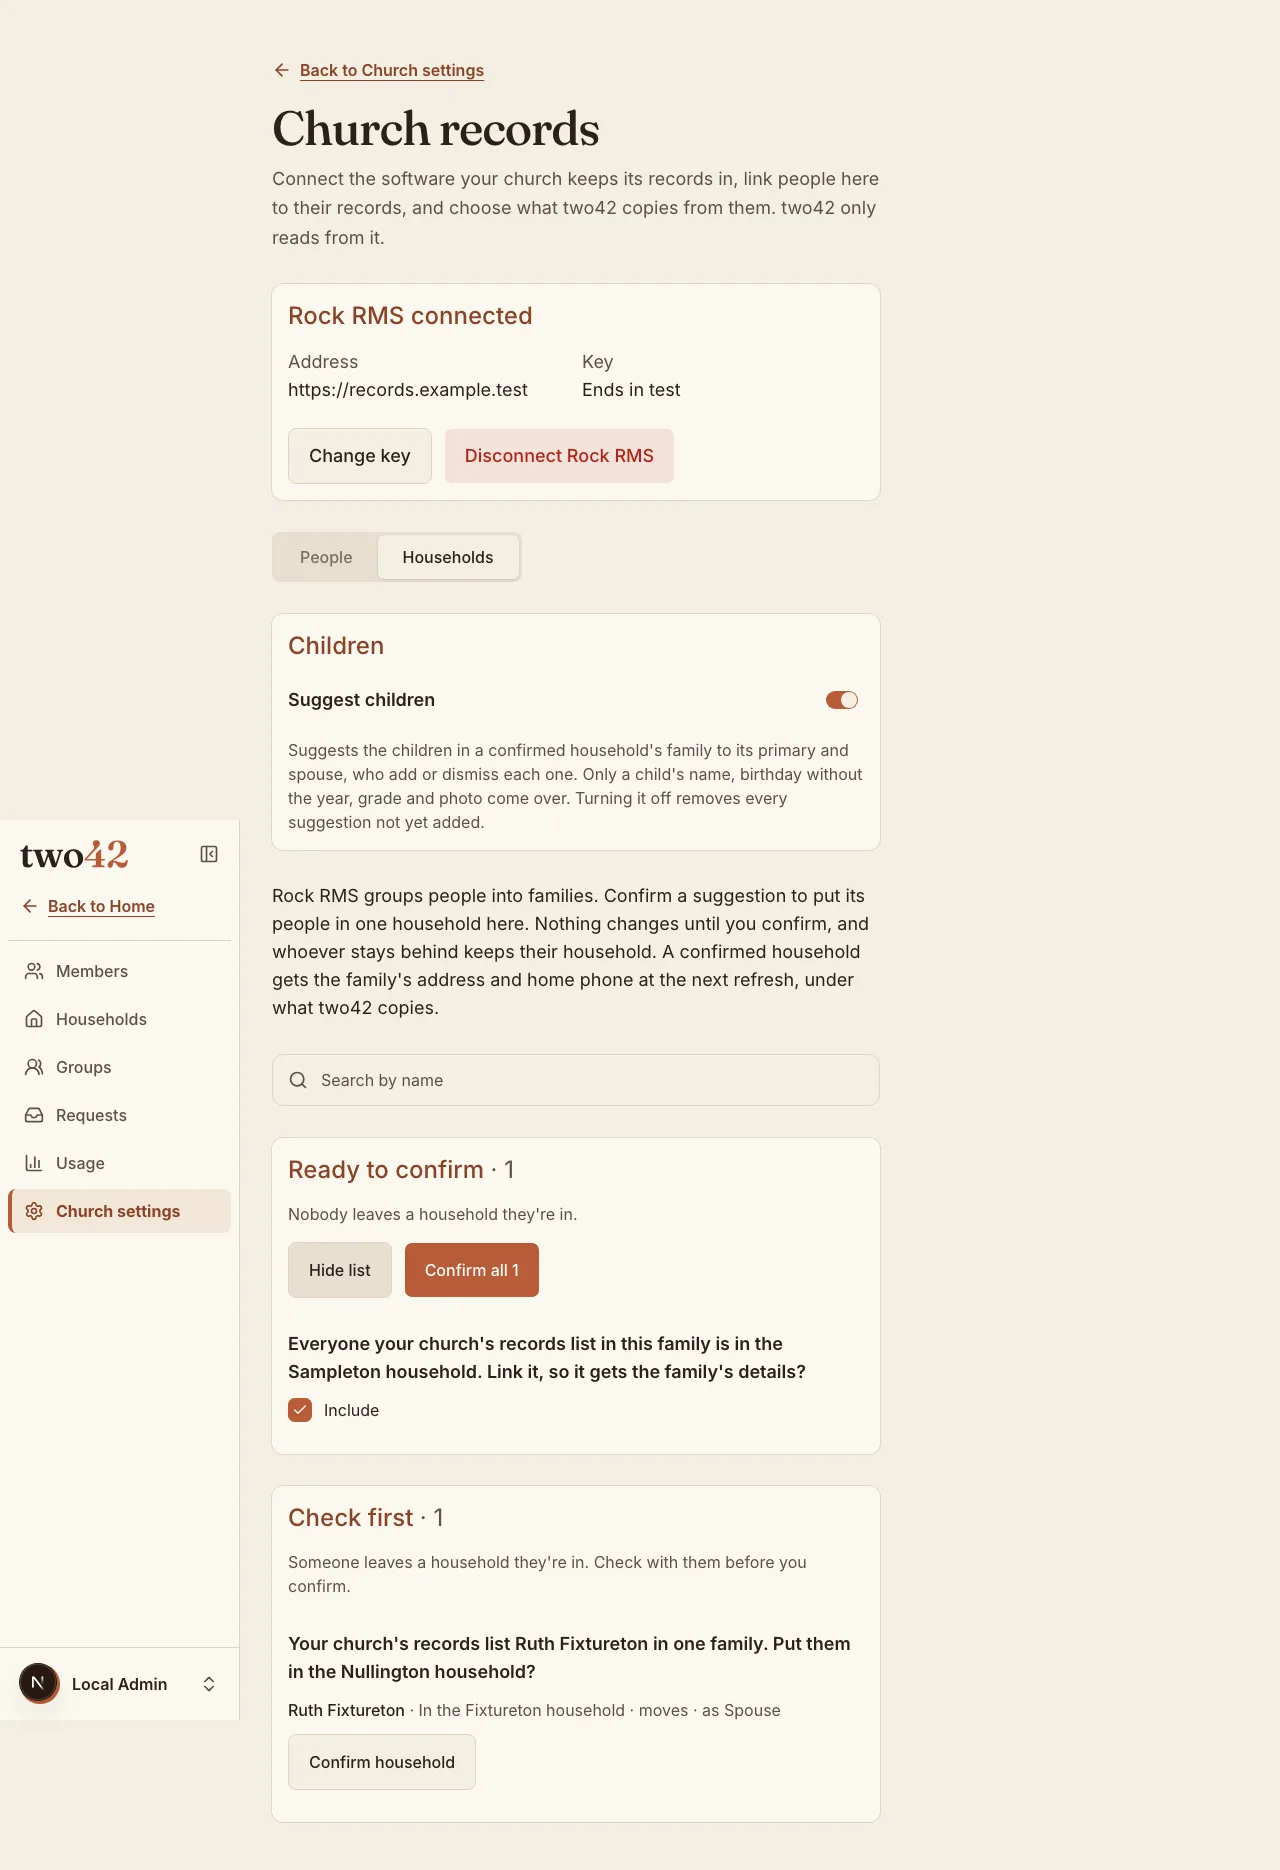 Back to Church settings
Church records
Connect the software your church keeps its records in, link people here
to their records, and choose what two42 copies from them. two42 only
reads from it.
Rock RMS connected
Address
https://records.example.test
Key
Ends in test
Change key
Disconnect Rock RMS
People
Households
Children
Suggest children
Suggests the children in a confirmed household's family to its primary and
spouse, who add or dismiss each one. Only a child's name, birthday without
the year, grade and photo come over. Turning it off removes every
suggestion not yet added.
Rock RMS groups people into families. Confirm a suggestion to put its
people in one household here. Nothing changes until you confirm, and
whoever stays behind keeps their household. A confirmed household
gets the family's address and home phone at the next refresh, under
what two42 copies.
Search by name
Ready to confirm · 1
Nobody leaves a household they're in.
Hide list
Confirm all 1
Everyone your church's records list in this family is in the
Sampleton household. Link it, so it gets the family's details?
Include
Check first · 1
Someone leaves a household they're in. Check with them before you
confirm.
Your church's records list Ruth Fixtureton in one family. Put them
in the Nullington household?
Ruth Fixtureton · In the Fixtureton household · moves · as Spouse
Confirm household
two42
Back to Home
Members
Households
Groups
Requests
Usage
Church settings
N
Local Admin